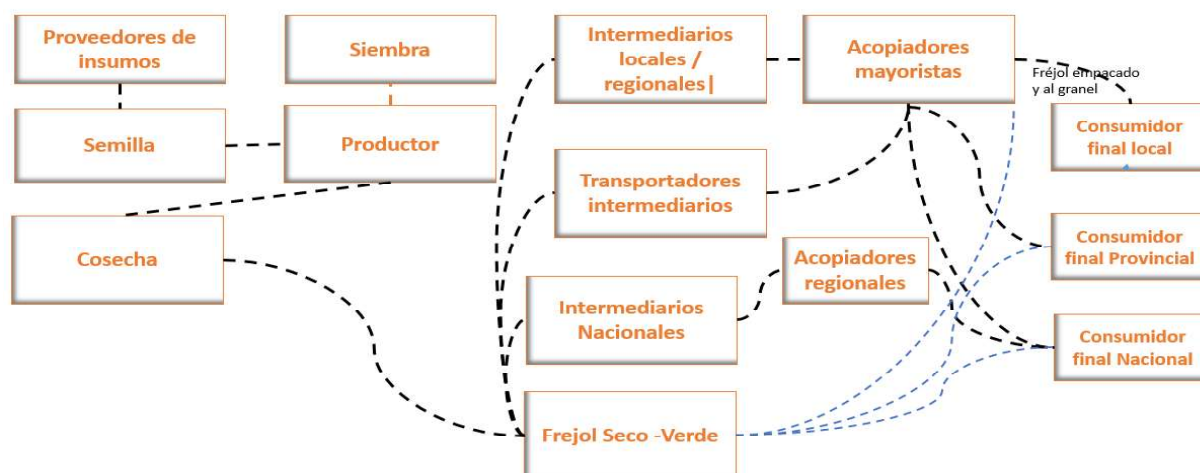 Proveedores de
insumos
Siembra
Semilla
Productor
Cosecha
Intermediarios
locales /
regionales|
Acopiadores
mayoristas
Fréjol empacado
y al granel
Consumidor
final local
Transportadores
intermediarios
Consumidor
final Provincial
Acopiadores
regionales
Intermediarios
Nacionales
Consumidor
final Nacional
Frejol Seco -Verde